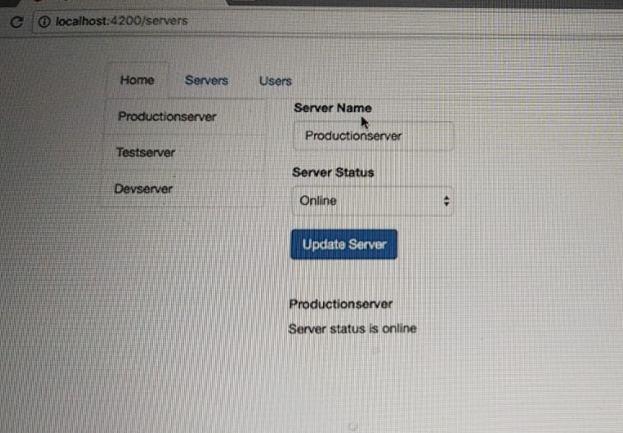 localhost:4200/servers
Home Servers Users
Productionserver
Testserver
Devserver
Server Name
Productionserver
Server Status
Online
Update Server
Productionserver
Server status is online